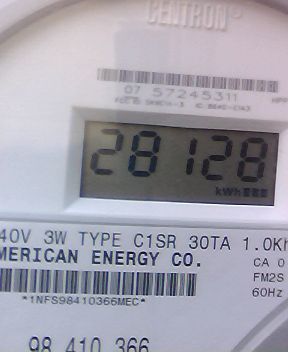 CENTRON®
07 57245311
28128
kWh
40V 3W TYPE C1SR 30TA 1.0Kh
MERICAN ENERGY CO.
CA 0
FM2S
60Hz
*1NFS98410366MEC*
98 410 366